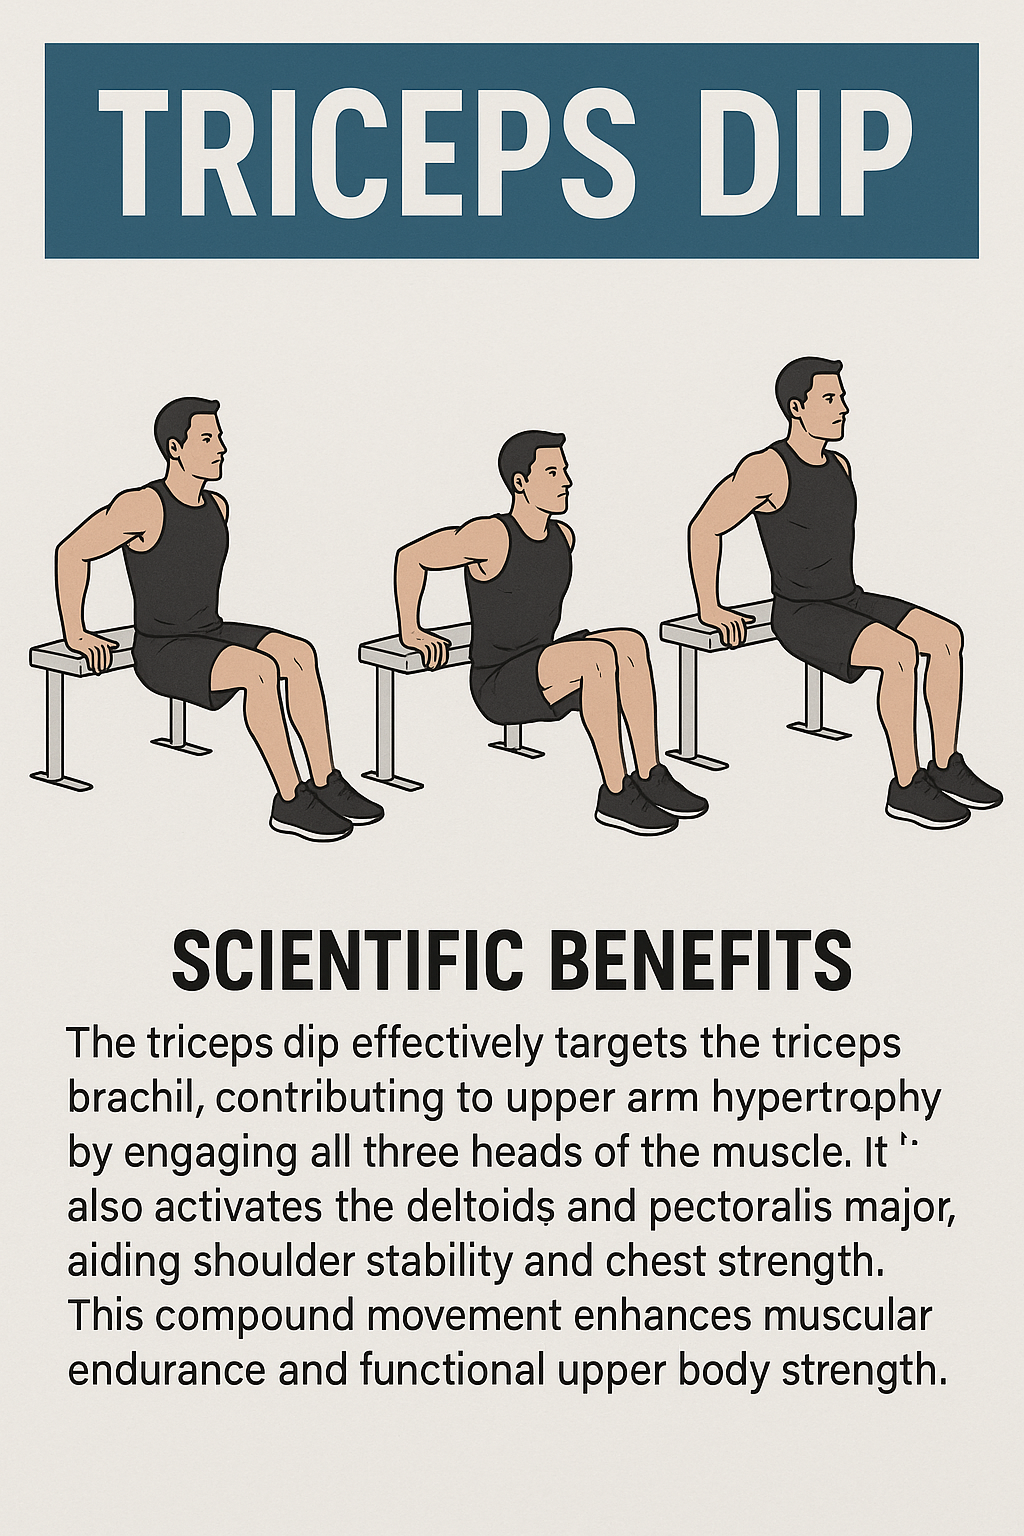 TRICEPS DIP
SCIENTIFIC BENEFITS
The triceps dip effectively targets the triceps
brachil, contributing to upper arm hypertrophy
by engaging all three heads of the muscle. It
also activates the deltoids and pectoralis major,
aiding shoulder stability and chest strength.
This compound movement enhances muscular
endurance and functional upper body strength.